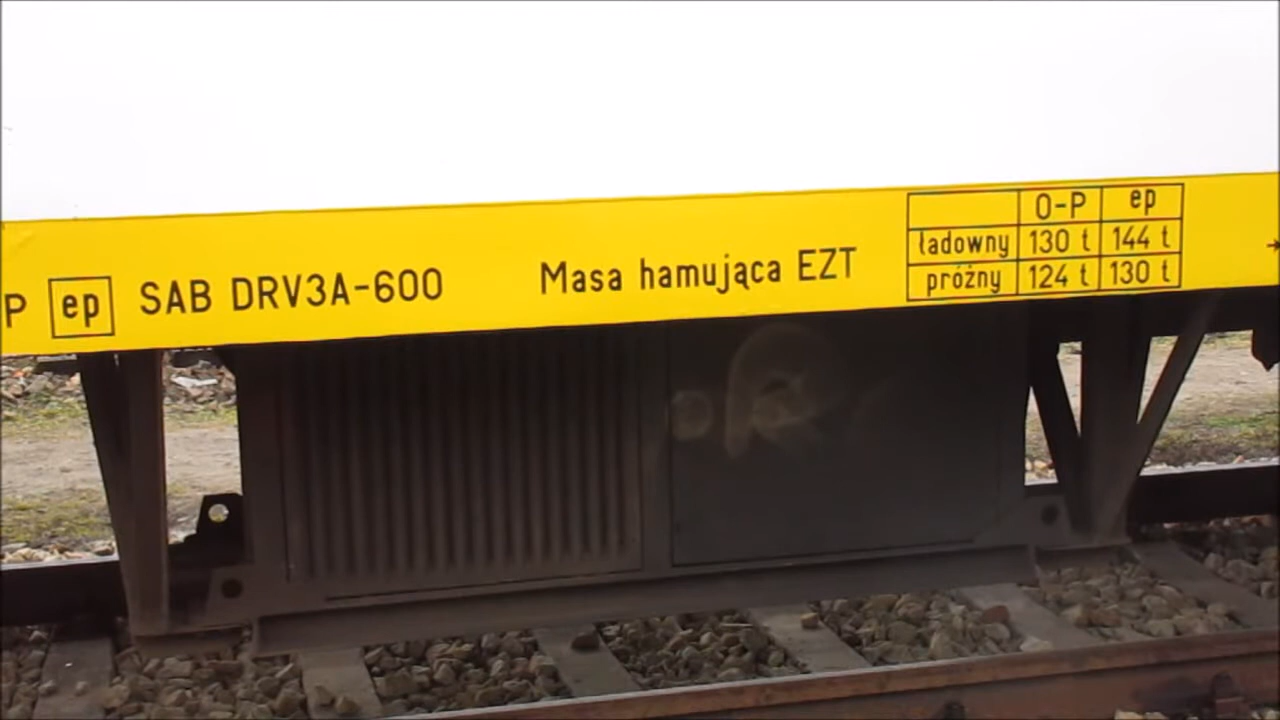 P ep SAB DRV3A-600
Masa hamująca EZT
O-P ep
ładowny 130 t 144 t
próżny 124 t 130 t